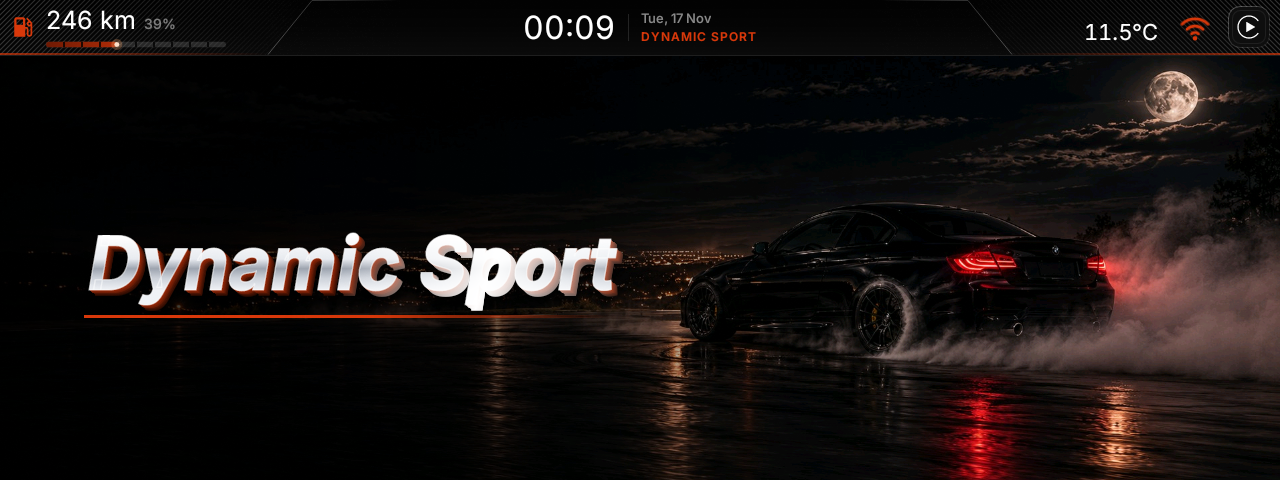 246 km 39%
00:09
Tue, 17 Nov
DYNAMIC SPORT
11.5°C
Dynamic Sport